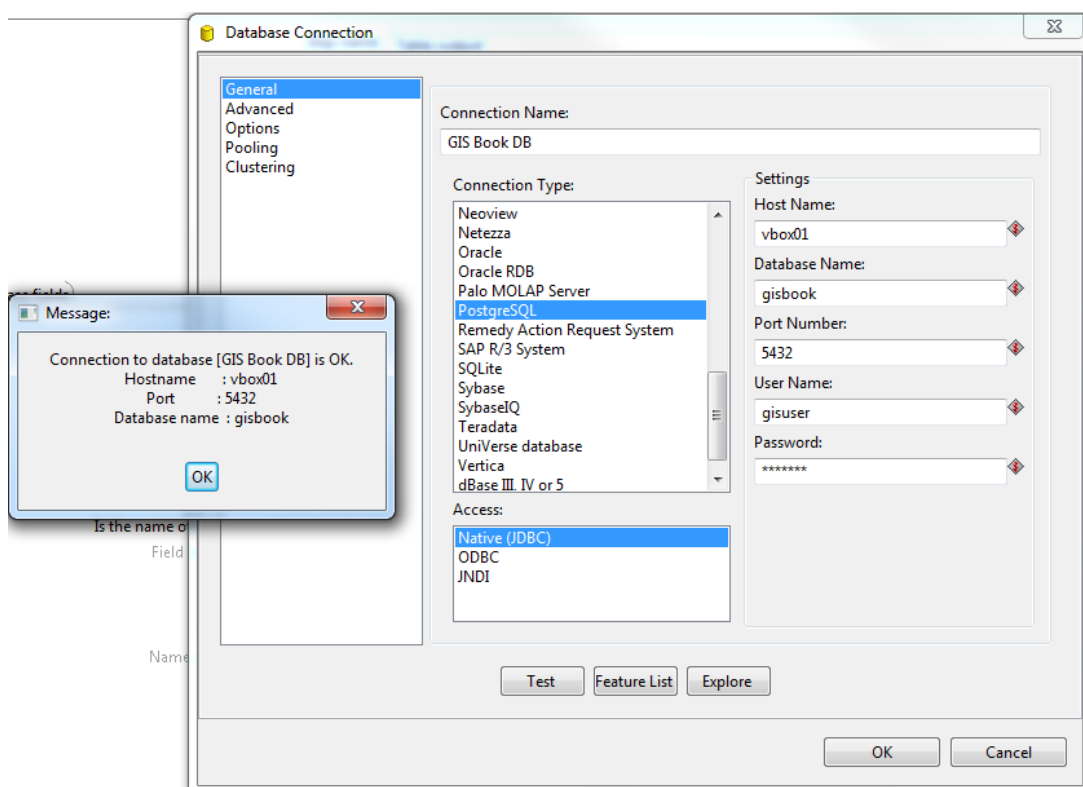 Database Connection
General
Advanced
Options
Pooling
Clustering
Connection Name:
GIS Book DB
Connection Type:
Neoview
Netezza
Oracle
Oracle RDB
Palo MOLAP Server
PostgreSQL
Remedy Action Request System
SAP R/3 System
SQLite
Sybase
SybaseIQ
Teradata
UniVerse database
Vertica
dBase III, IV or 5
Access:
Native (JDBC)
ODBC
JNDI
Settings
Host Name:
vbox01
Database Name:
gisbook
Port Number:
5432
User Name:
gisuser
Password:
*******
Test
Feature List
Explore
OK
Cancel
Message:
Connection to database [GIS Book DB] is OK.
Hostname : vbox01
Port : 5432
Database name : gisbook
OK
Is the name of
Field
Name